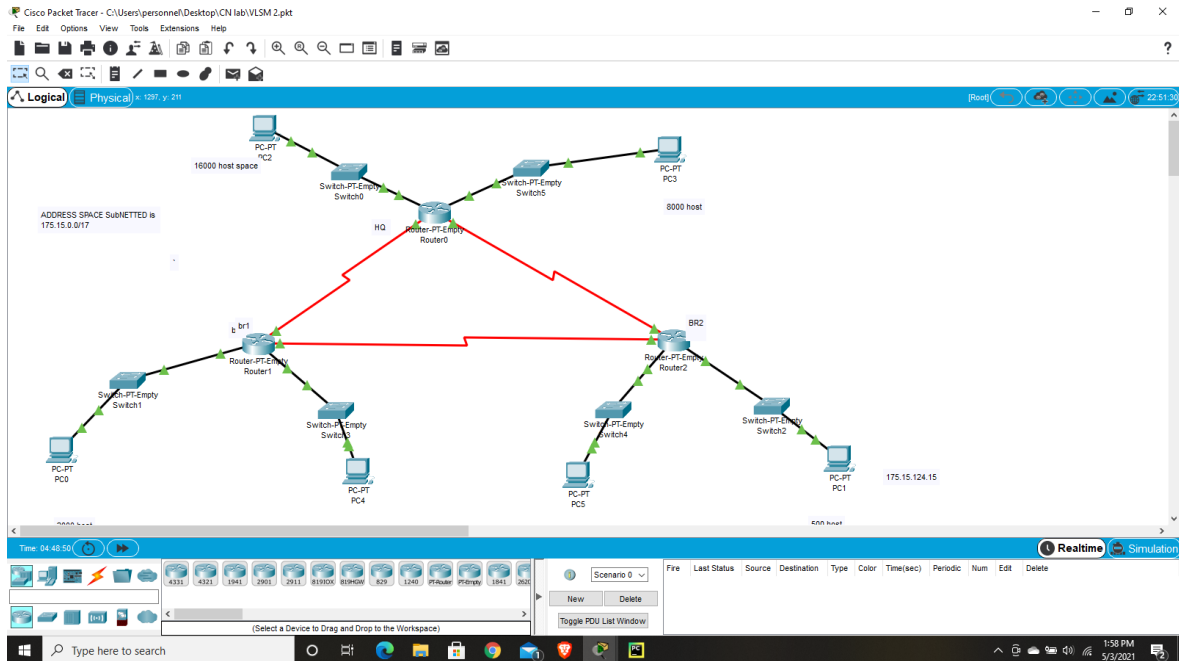 Cisco Packet Tracer - C:\Users\personnel\Desktop\CN lab\VLSM 2.pkt
File Edit Options View Tools Extensions Help
?
Logical Physical x: 1297, y: 211 [Root] 22:51:30
PC-PT
PC2
16000 host space
Switch-PT-Empty
Switch0
Switch-PT-Empty
Switch5
PC-PT
PC3
8000 host
ADDRESS SPACE SubNETTED is
175.15.0.0/17
HQ
Router-PT-Empty
Router0
br1
BR2
Router-PT-Empty
Router1
Router-PT-Empty
Router2
Switch-PT-Empty
Switch1
Switch-PT-Empty
Switch3
Switch-PT-Empty
Switch4
Switch-PT-Empty
Switch2
PC-PT
PC0
PC-PT
PC4
PC-PT
PC5
PC-PT
PC1
175.15.124.15
500 host
Time: 04:48:50 Realtime Simulation
4331 4321 1941 2901 2911 819IOX 819HGW 829 1240 PT-Router PT-Empty 1841
(Select a Device to Drag and Drop to the Workspace)
Scenario 0
New Delete
Toggle PDU List Window
Fire Last Status Source Destination Type Color Time(sec) Periodic Num Edit Delete
Type here to search
1:58 PM
5/3/2021
2